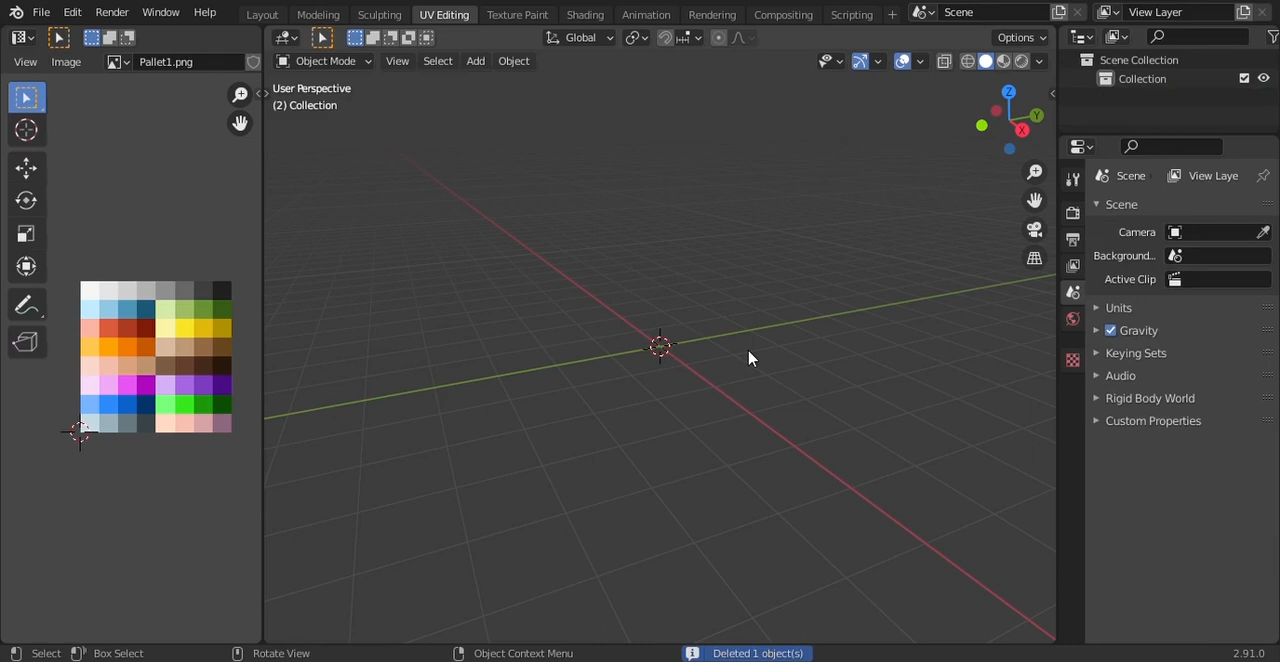 File Edit Render Window Help Layout Modeling Sculpting UV Editing Texture Paint Shading Animation Rendering Compositing Scripting + Scene View Layer
Global Options
View Image Pallet1.png Object Mode View Select Add Object
Scene Collection
Collection
User Perspective
(2) Collection
Z
Y
X
Scene View Laye
Scene
Camera
Background...
Active Clip
Units
Gravity
Keying Sets
Audio
Rigid Body World
Custom Properties
Select Box Select Rotate View Object Context Menu Deleted 1 object(s) 2.91.0